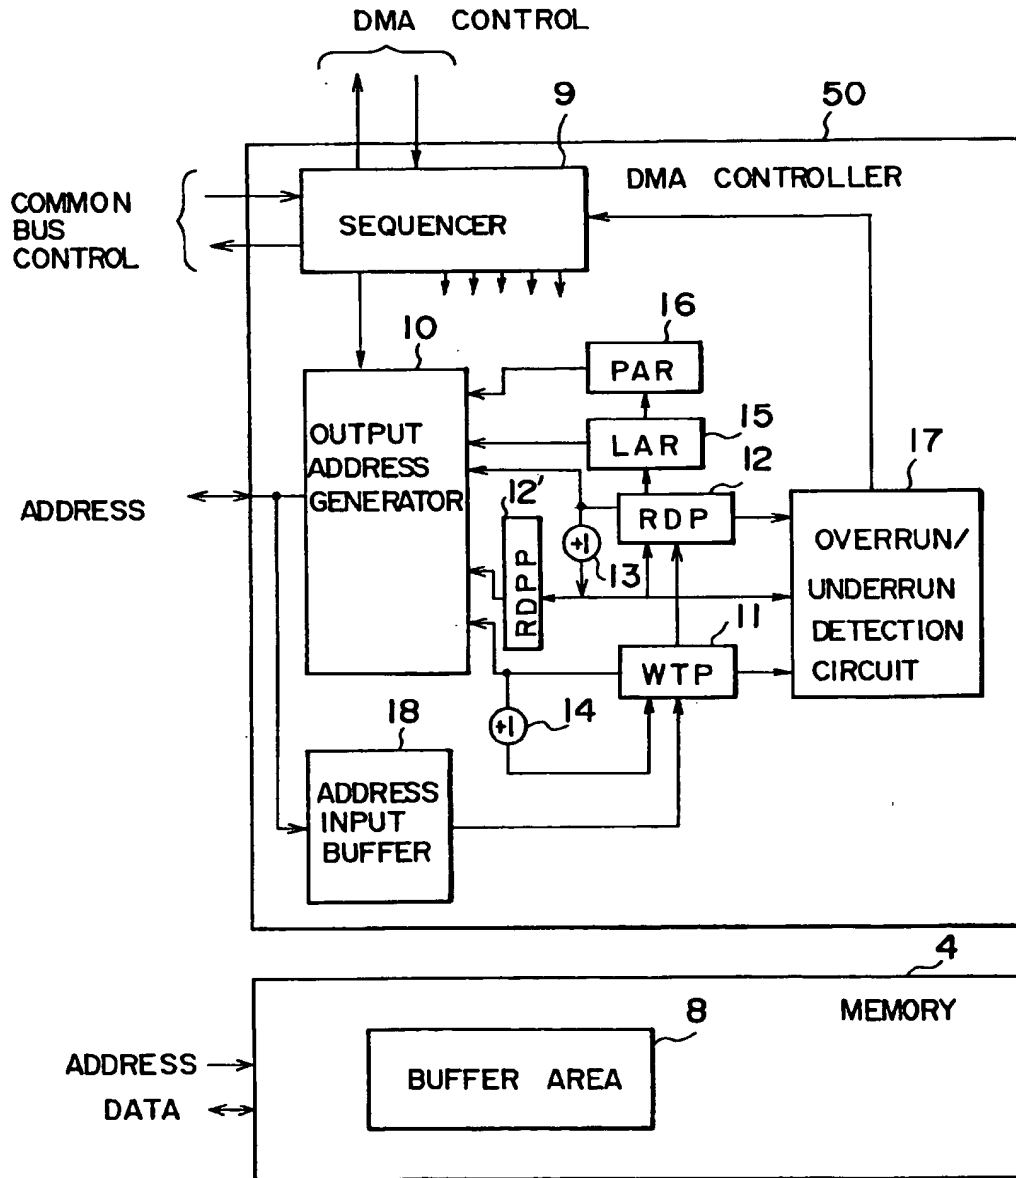 DMA CONTROL
9
50
COMMON
BUS
CONTROL
SEQUENCER
DMA CONTROLLER
10
16
PAR
15
LAR
12
17
OUTPUT
ADDRESS
GENERATOR
ADDRESS
12'
RDP
+1
13
RDPP
OVERRUN/
UNDERRUN
DETECTION
CIRCUIT
11
WTP
+1
14
18
ADDRESS
INPUT
BUFFER
4
MEMORY
8
BUFFER AREA
ADDRESS
DATA